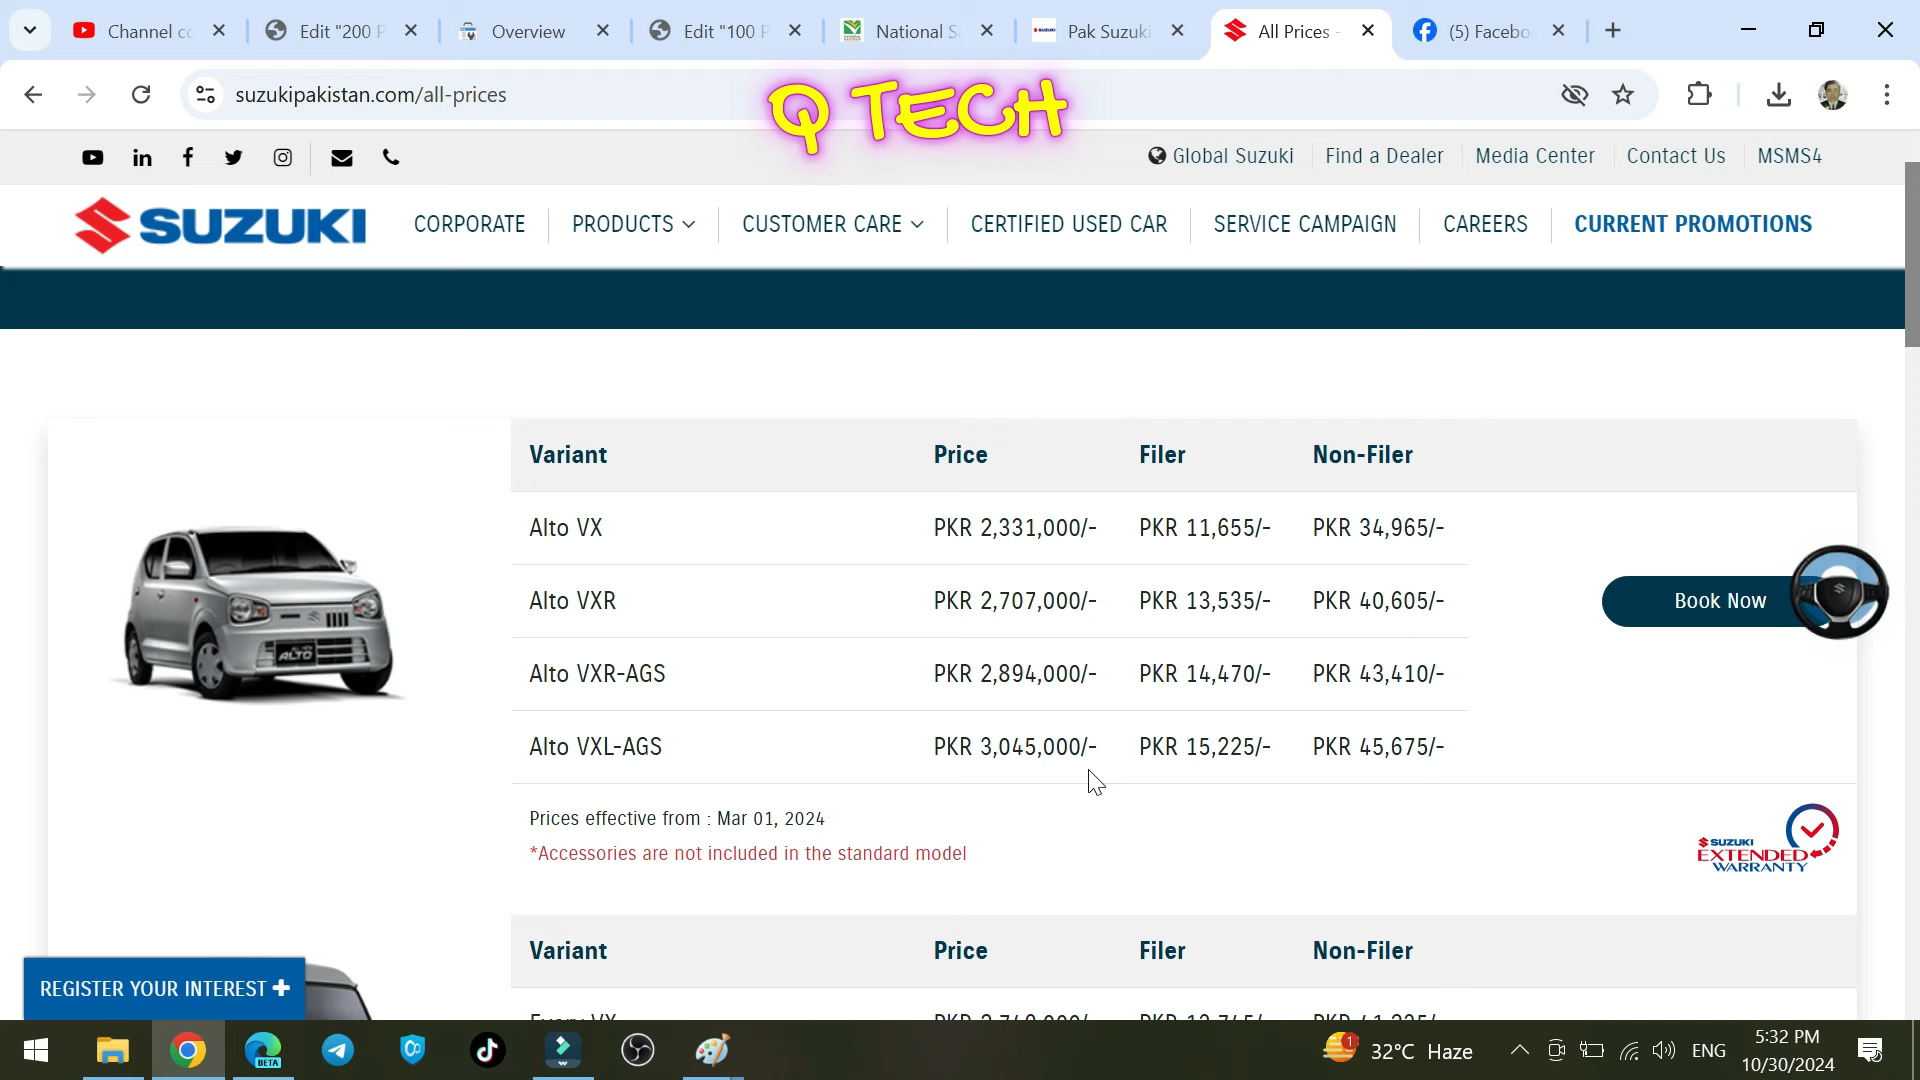 Channel co
Edit "200 P
Overview
Edit "100 P
National S
Pak Suzuki
All Prices -
(5) Facebo
suzukipakistan.com/all-prices
Q TECH
Global Suzuki
Find a Dealer
Media Center
Contact Us
MSMS4
SUZUKI
CORPORATE
PRODUCTS
CUSTOMER CARE
CERTIFIED USED CAR
SERVICE CAMPAIGN
CAREERS
CURRENT PROMOTIONS
Variant Price Filer Non-Filer
Alto VX PKR 2,331,000/- PKR 11,655/- PKR 34,965/-
Alto VXR PKR 2,707,000/- PKR 13,535/- PKR 40,605/-
Alto VXR-AGS PKR 2,894,000/- PKR 14,470/- PKR 43,410/-
Alto VXL-AGS PKR 3,045,000/- PKR 15,225/- PKR 45,675/-
Book Now
ALTO
Prices effective from : Mar 01, 2024
*Accessories are not included in the standard model
SUZUKI
EXTENDED
WARRANTY
Variant Price Filer Non-Filer
REGISTER YOUR INTEREST +
BETA
1
32°C Haze
ENG
5:32 PM
10/30/2024